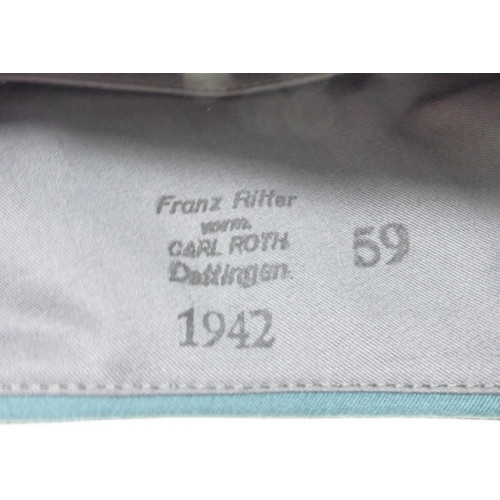 Franz Ritter
vorm.
CARL ROTH
Dettingen.
59
1942